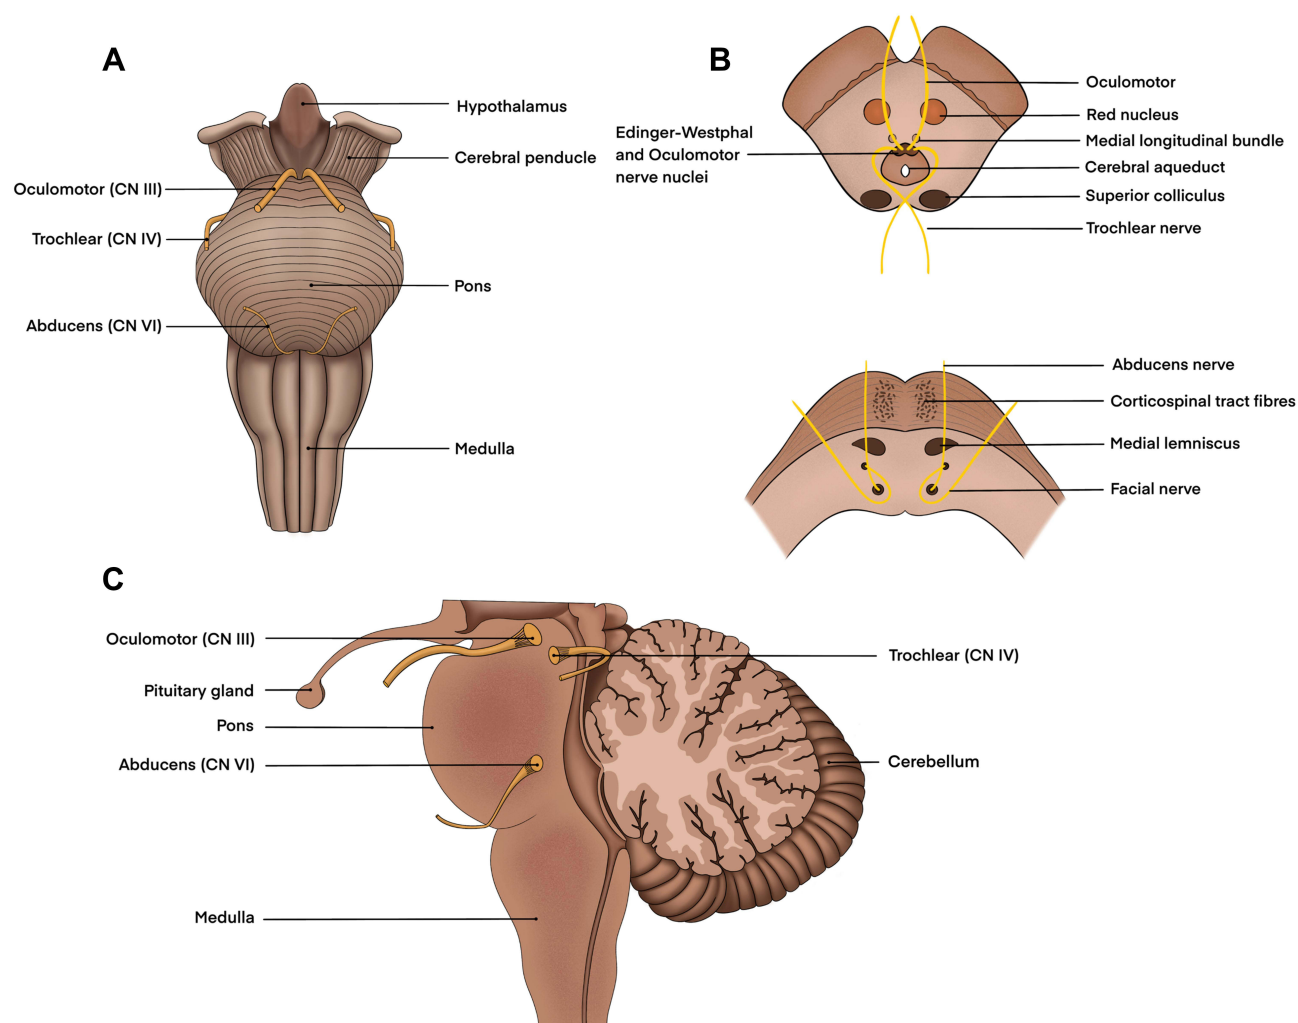 A
Hypothalamus
Cerebral penducle
Oculomotor (CN III)
Trochlear (CN IV)
Pons
Abducens (CN VI)
Medulla
B
Oculomotor
Red nucleus
Edinger-Westphal
and Oculomotor
nerve nuclei
Medial longitudinal bundle
Cerebral aqueduct
Superior colliculus
Trochlear nerve
Abducens nerve
Corticospinal tract fibres
Medial lemniscus
Facial nerve
C
Oculomotor (CN III)
Trochlear (CN IV)
Pituitary gland
Pons
Abducens (CN VI)
Cerebellum
Medulla